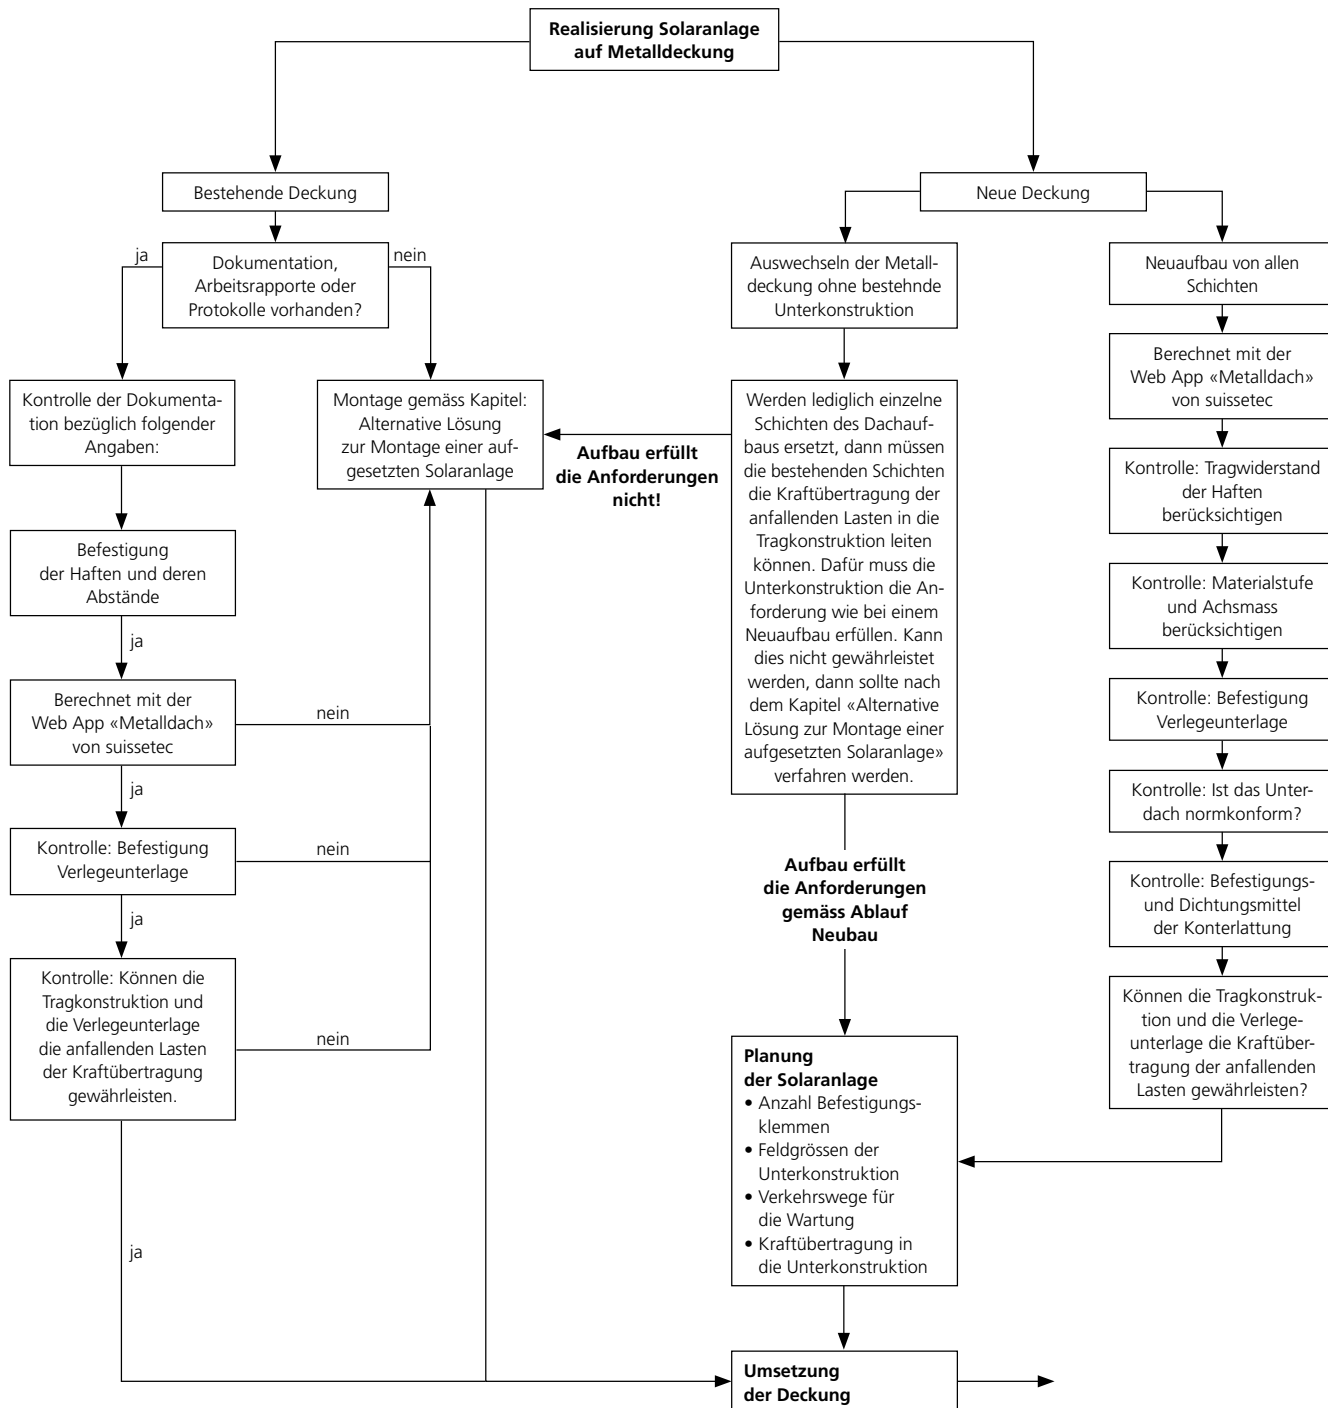 Realisierung Solaranlage
auf Metalldeckung
Bestehende Deckung
Neue Deckung
ja
nein
Dokumentation,
Arbeitsrapporte oder
Protokolle vorhanden?
Auswechseln der Metall-
deckung ohne bestehnde
Unterkonstruktion
Neuaufbau von allen
Schichten
Kontrolle der Dokumenta-
tion bezüglich folgender
Angaben:
Montage gemäss Kapitel:
Alternative Lösung
zur Montage einer auf-
gesetzten Solaranlage
Aufbau erfüllt
die Anforderungen
nicht!
Werden lediglich einzelne
Schichten des Dachauf-
baus ersetzt, dann müssen
die bestehenden Schichten
die Kraftübertragung der
anfallenden Lasten in die
Tragkonstruktion leiten
können. Dafür muss die
Unterkonstruktion die An-
forderung wie bei einem
Neuaufbau erfüllen. Kann
dies nicht gewährleistet
werden, dann sollte nach
dem Kapitel «Alternative
Lösung zur Montage einer
aufgesetzten Solaranlage»
verfahren werden.
Berechnet mit der
Web App «Metalldach»
von suissetec
Kontrolle: Tragwiderstand
der Haften
berücksichtigen
Kontrolle: Materialstufe
und Achsmass
berücksichtigen
Kontrolle: Befestigung
Verlegeunterlage
Kontrolle: Ist das Unter-
dach normkonform?
Kontrolle: Befestigungs-
und Dichtungsmittel
der Konterlattung
Können die Tragkonstruk-
tion und die Verlege-
unterlage die Kraftüber-
tragung der anfallenden
Lasten gewährleisten?
Befestigung
der Haften und deren
Abstände
ja
Berechnet mit der
Web App «Metalldach»
von suissetec
nein
ja
Kontrolle: Befestigung
Verlegeunterlage
nein
ja
Kontrolle: Können die
Tragkonstruktion und
die Verlegeunterlage
die anfallenden Lasten
der Kraftübertragung
gewährleisten.
nein
ja
Aufbau erfüllt
die Anforderungen
gemäss Ablauf
Neubau
Planung
der Solaranlage
• Anzahl Befestigungs-
klemmen
• Feldgrössen der
Unterkonstruktion
• Verkehrswege für
die Wartung
• Kraftübertragung in
die Unterkonstruktion
Umsetzung
der Deckung